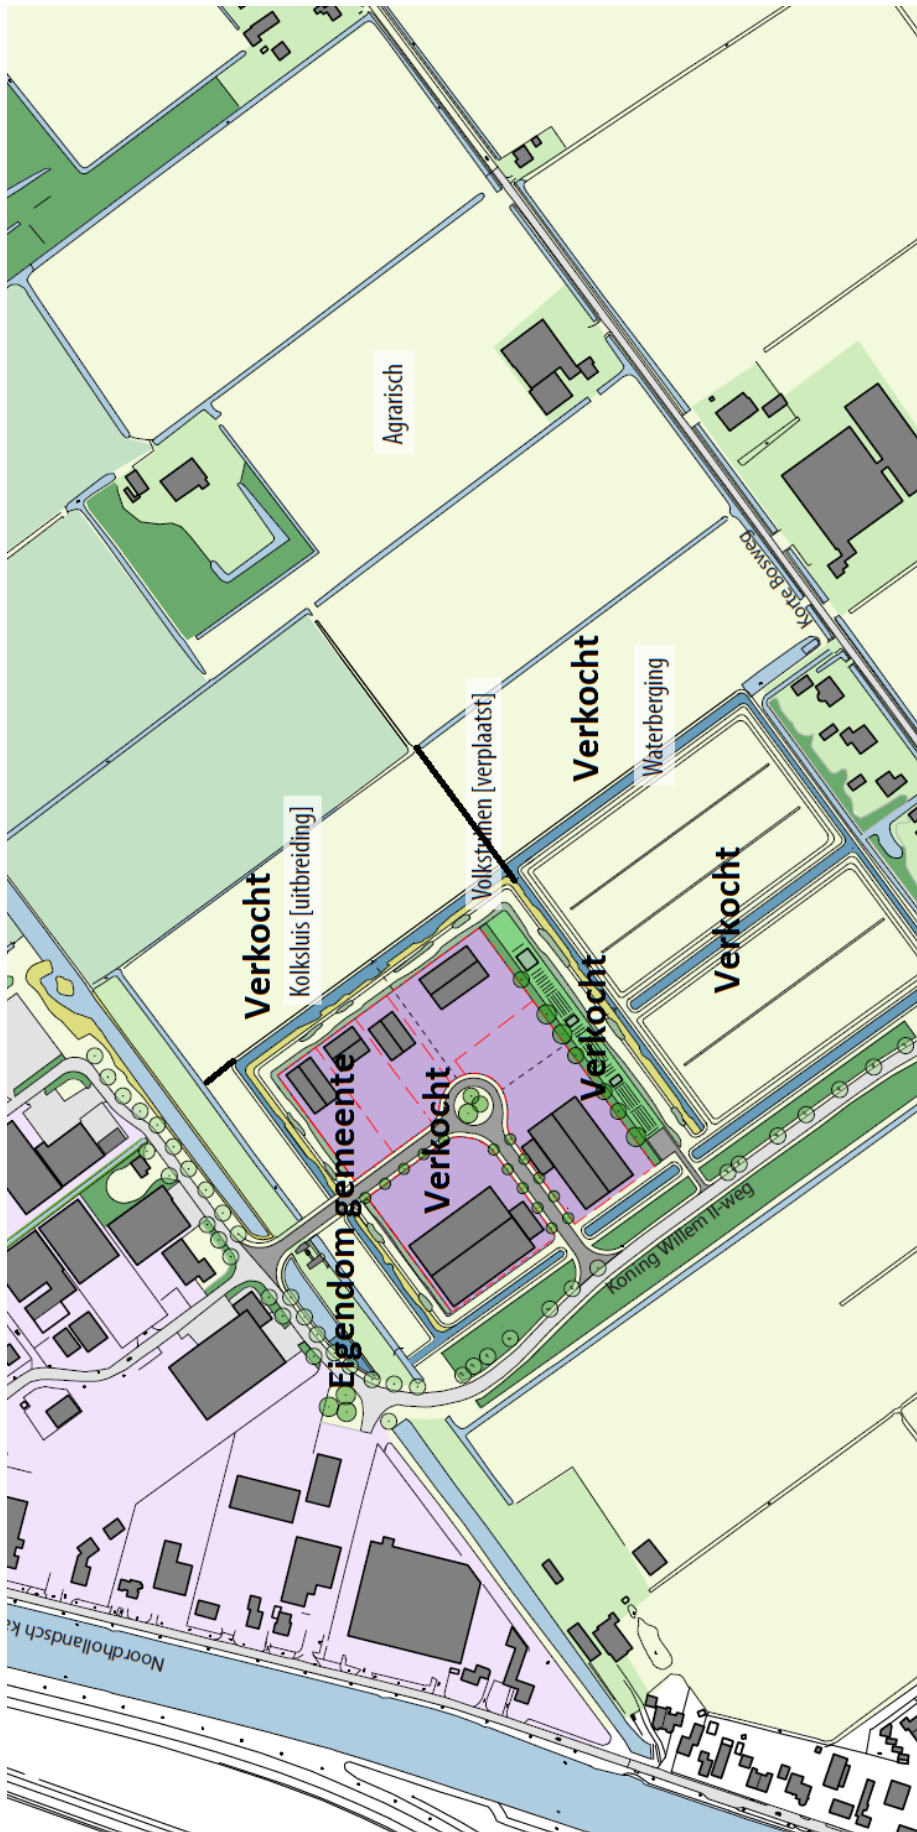 Agrarisch
Korte Bosweg
Verkocht
Waterberging
Volkstuinen [verplaatst]
Verkocht
Kolksluis [uitbreiding]
Verkocht
Verkocht
Eigendom gemeente
Verkocht
Koning Willem II-weg
Noordhollandsch ka